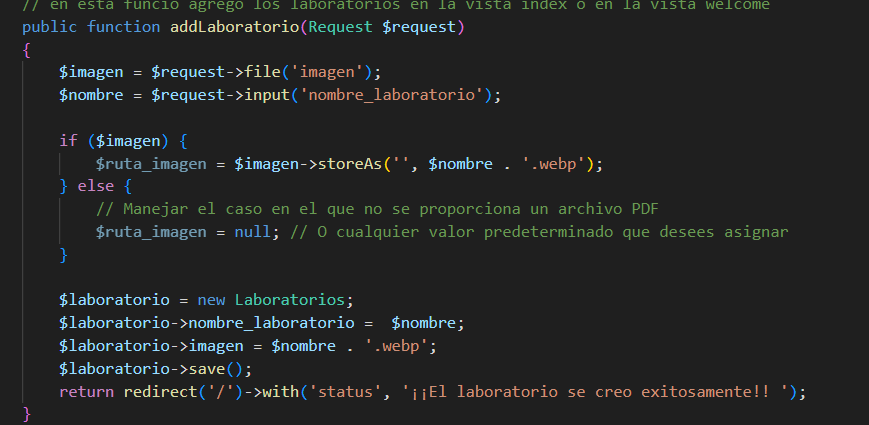 // en esta funcio agrego los laboratorios en la vista index o en la vista welcome
public function addLaboratorio(Request $request)
{
    $imagen = $request->file('imagen');
    $nombre = $request->input('nombre_laboratorio');

    if ($imagen) {
        $ruta_imagen = $imagen->storeAs('', $nombre . '.webp');
    } else {
        // Manejar el caso en el que no se proporciona un archivo PDF
        $ruta_imagen = null; // O cualquier valor predeterminado que desees asignar
    }

    $laboratorio = new Laboratorios;
    $laboratorio->nombre_laboratorio =  $nombre;
    $laboratorio->imagen = $nombre . '.webp';
    $laboratorio->save();
    return redirect('/')->with('status', '¡¡El laboratorio se creo exitosamente!! ');
}